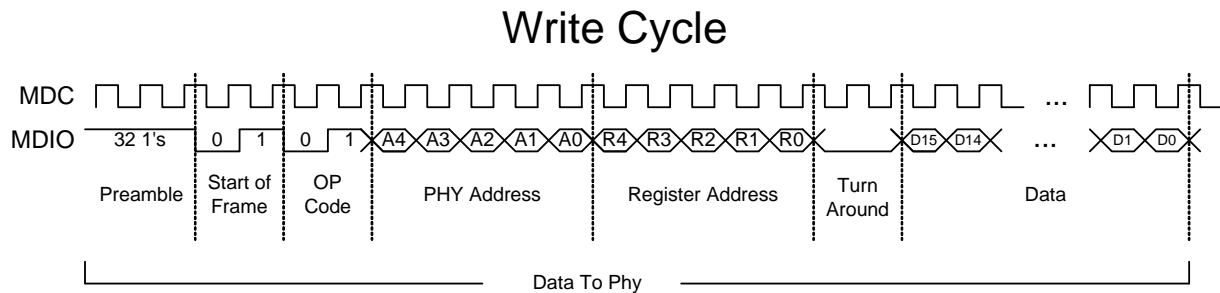 Write Cycle
MDC ...
MDIO 32 1's 0 1 0 1 A4 A3 A2 A1 A0 R4 R3 R2 R1 R0 D15 D14 ... D1 D0
Preamble Start of Frame OP Code PHY Address Register Address Turn Around Data
Data To Phy